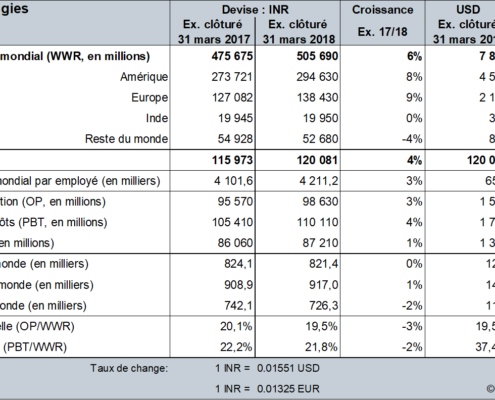 gies Devise : INR Croissance USD
Ex. clôturé Ex. clôturé Ex. clôturé
31 mars 2017 31 mars 2018 Ex. 17/18 31 mars 201
mondial (WWR, en millions) 475 675 505 690 6% 7 8
Amérique 273 721 294 630 8% 4 5
Europe 127 082 138 430 9% 2 1
Inde 19 945 19 950 0% 3
Reste du monde 54 928 52 680 -4% 8
115 973 120 081 4% 120 0
mondial par employé (en milliers) 4 101,6 4 211,2 3% 65
tion (OP, en millions) 95 570 98 630 3% 1 5
ôts (PBT, en millions) 105 410 110 110 4% 1 7
en millions) 86 060 87 210 1% 1 3
monde (en milliers) 824,1 821,4 0% 12
monde (en milliers) 908,9 917,0 1% 14
onde (en milliers) 742,1 726,3 -2% 11
elle (OP/WWR) 20,1% 19,5% -3% 19,5
(PBT/WWR) 22,2% 21,8% -2% 37,4
Taux de change: 1 INR = 0.01551 USD
1 INR = 0.01325 EUR ©